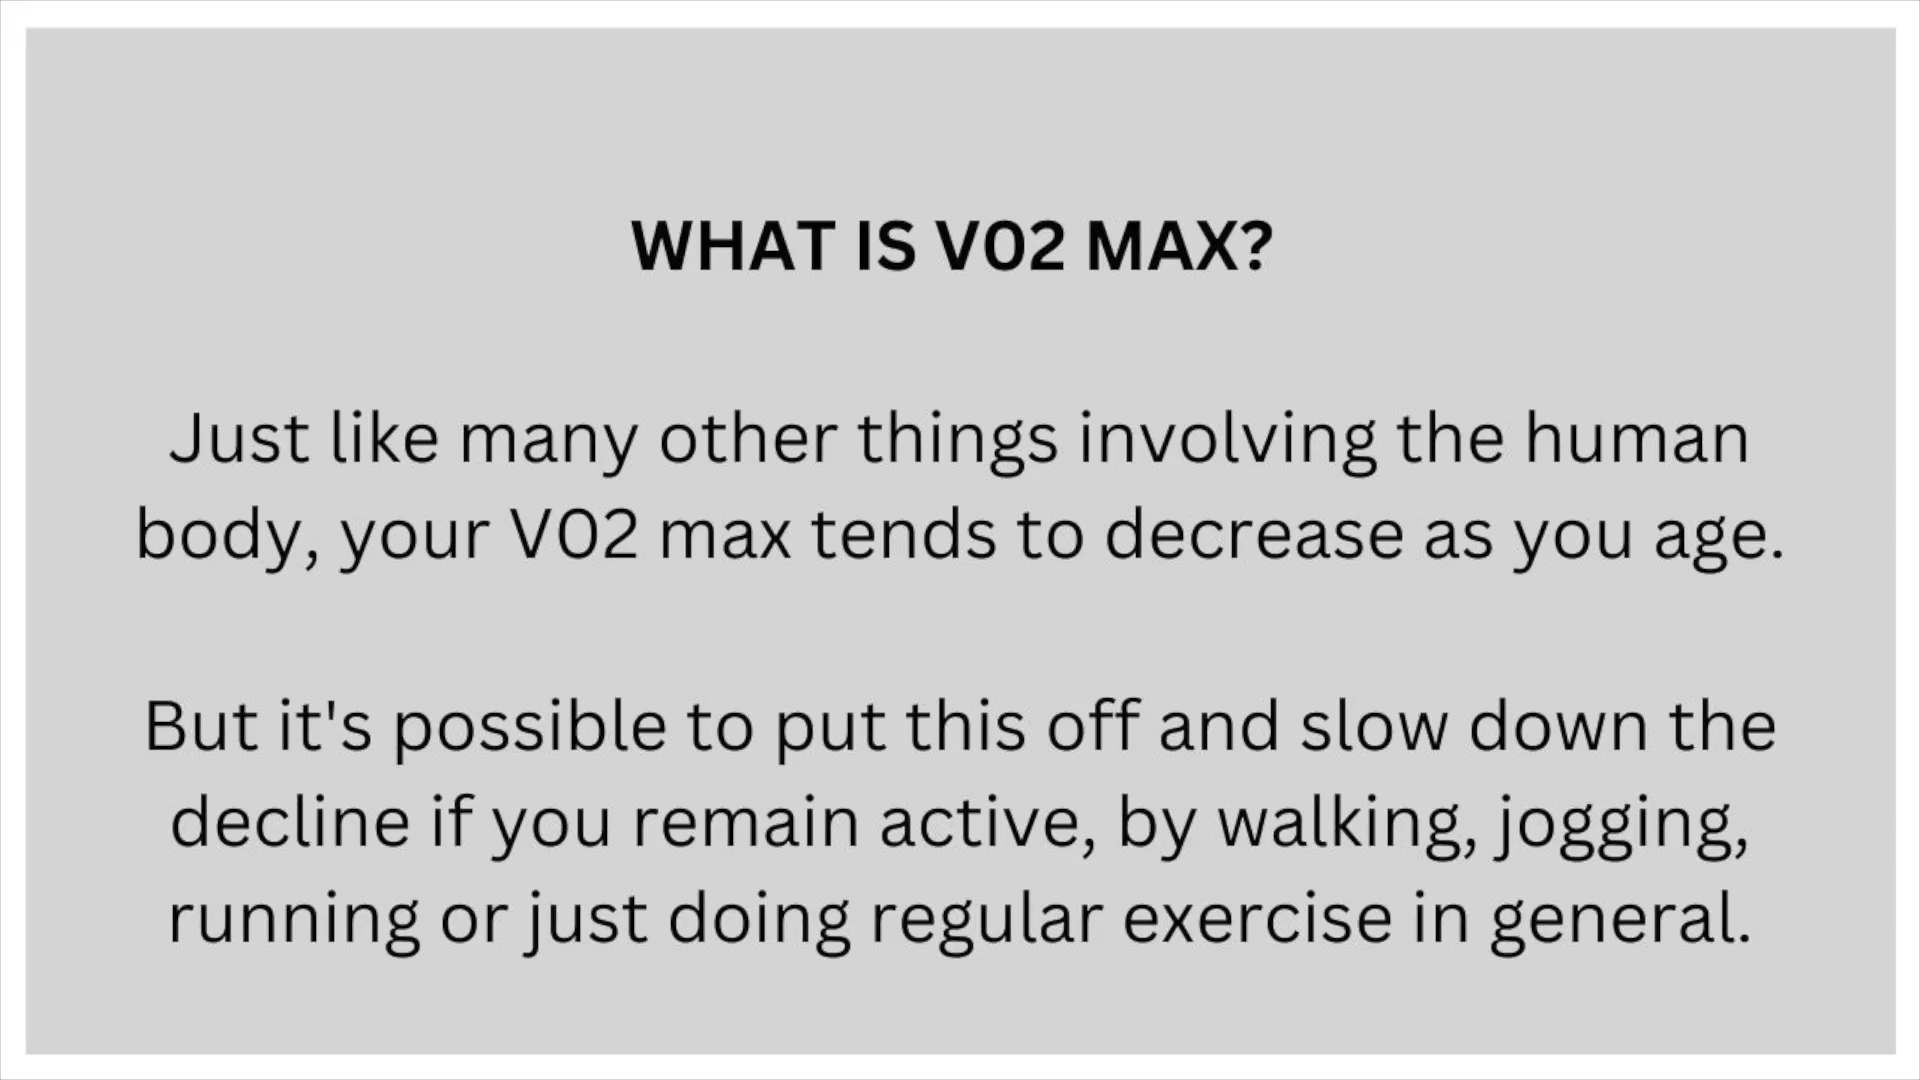 WHAT IS V02 MAX?
Just like many other things involving the human
body, your V02 max tends to decrease as you age.
But it's possible to put this off and slow down the
decline if you remain active, by walking, jogging,
running or just doing regular exercise in general.